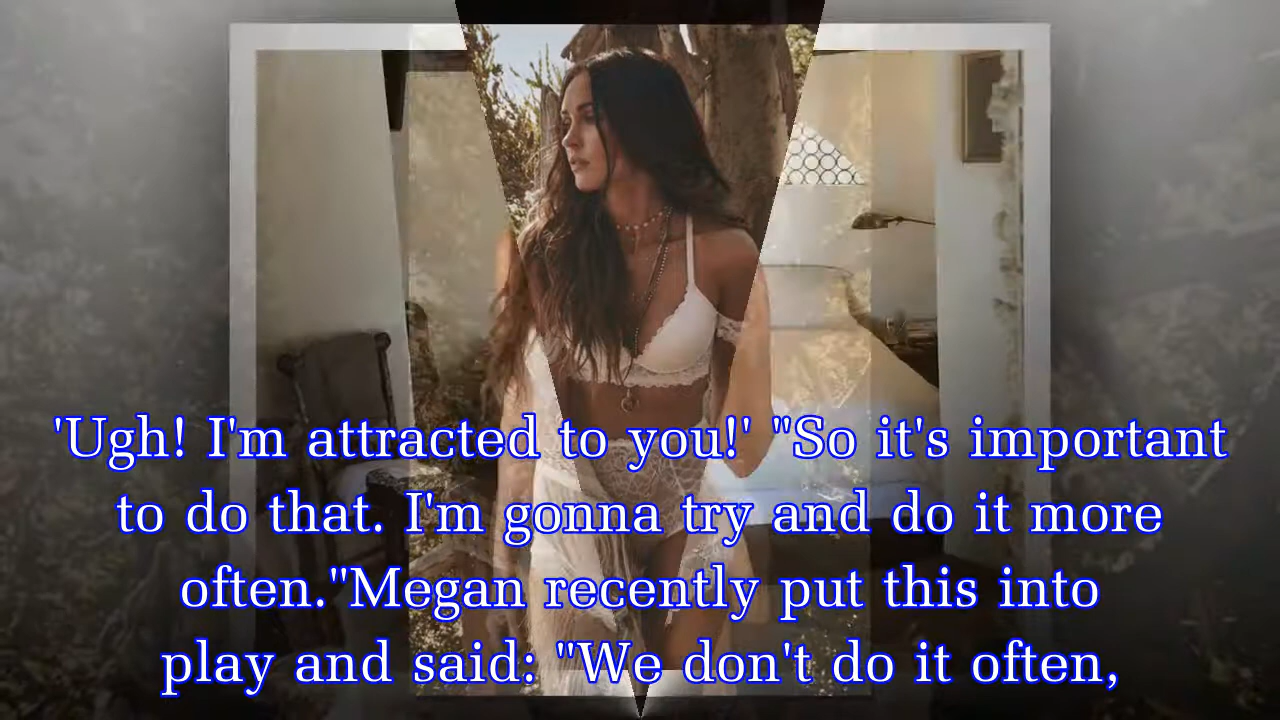 'Ugh! I'm attracted to you!' "So it's important
to do that. I'm gonna try and do it more
often."Megan recently put this into
play and said: "We don't do it often,